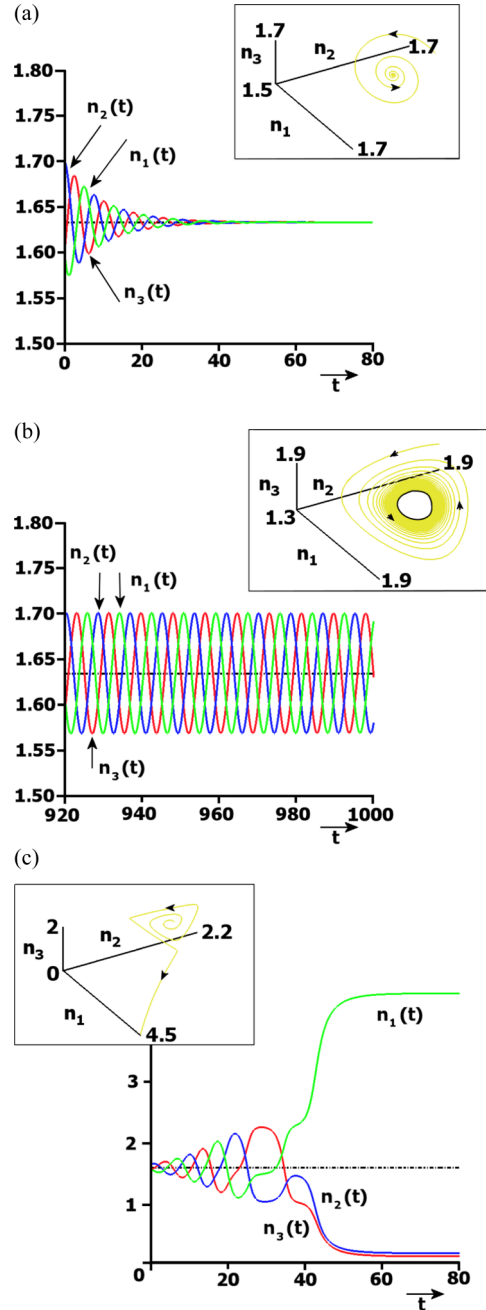 (a)
1.7
n3
n2
1.7
1.5
n1
1.7
1.80
1.75
n2(t)
1.70
n1(t)
1.65
1.60
n3(t)
1.55
1.50
0 20 40 60 80
t
(b)
1.9
n3
n2
1.9
1.3
n1
1.9
1.80
n2(t)
1.75
n1(t)
1.70
1.65
1.60
n3(t)
1.55
1.50
920 940 960 980 1000
t
(c)
2
n2
2.2
n3
0
n1
4.5
n1(t)
3
2
n2(t)
1
n3(t)
0
0 20 40 60 80
t